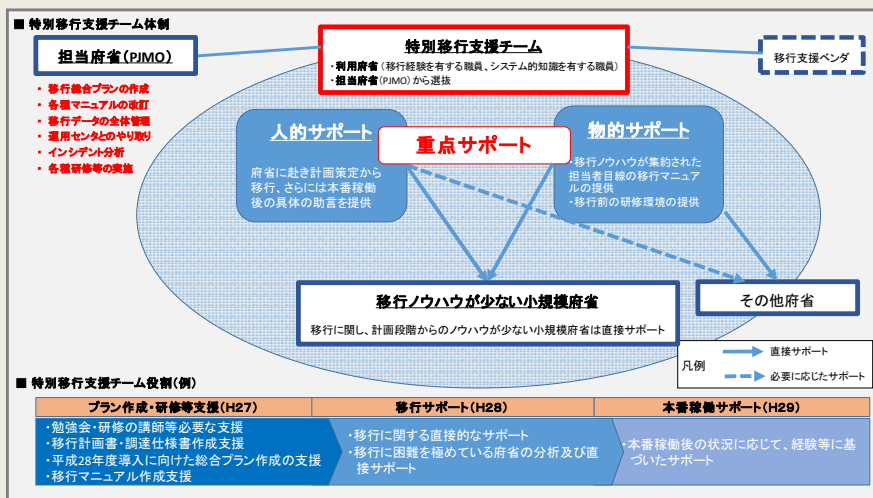 ■ 特別移行支援チーム体制
担当府省(PJMO)
・移行総合プランの作成
・各種マニュアルの改訂
・移行データの全体管理
・運用センタとのやり取り
・インシデント分析
・各種研修等の実施
特別移行支援チーム
・利用府省(移行経験を有する職員、システム的知識を有する職員)
・担当府省(PJMO)から選抜
移行支援ベンダ
人的サポート
府省に赴き計画策定から
移行、さらには本番稼働
後の具体の助言を提供
重点サポート
物的サポート
・移行ノウハウが集約された
担当者目線の移行マニュア
ルの提供
・移行前の研修環境の提供
移行ノウハウが少ない小規模府省
移行に関し、計画段階からのノウハウが少ない小規模府省は直接サポート
その他府省
凡例
直接サポート
必要に応じたサポート
■ 特別移行支援チーム役割(例)
プラン作成・研修等支援(H27)
・勉強会・研修の講師等必要な支援
・移行計画書・調達仕様書作成支援
・平成28年度導入に向けた総合プラン作成の支援
・移行マニュアル作成支援
移行サポート(H28)
・移行に関する直接的なサポート
・移行に困難を極めている府省の分析及び直
接サポート
本番稼働サポート(H29)
・本番稼働後の状況に応じて、経験等に基
づいたサポート